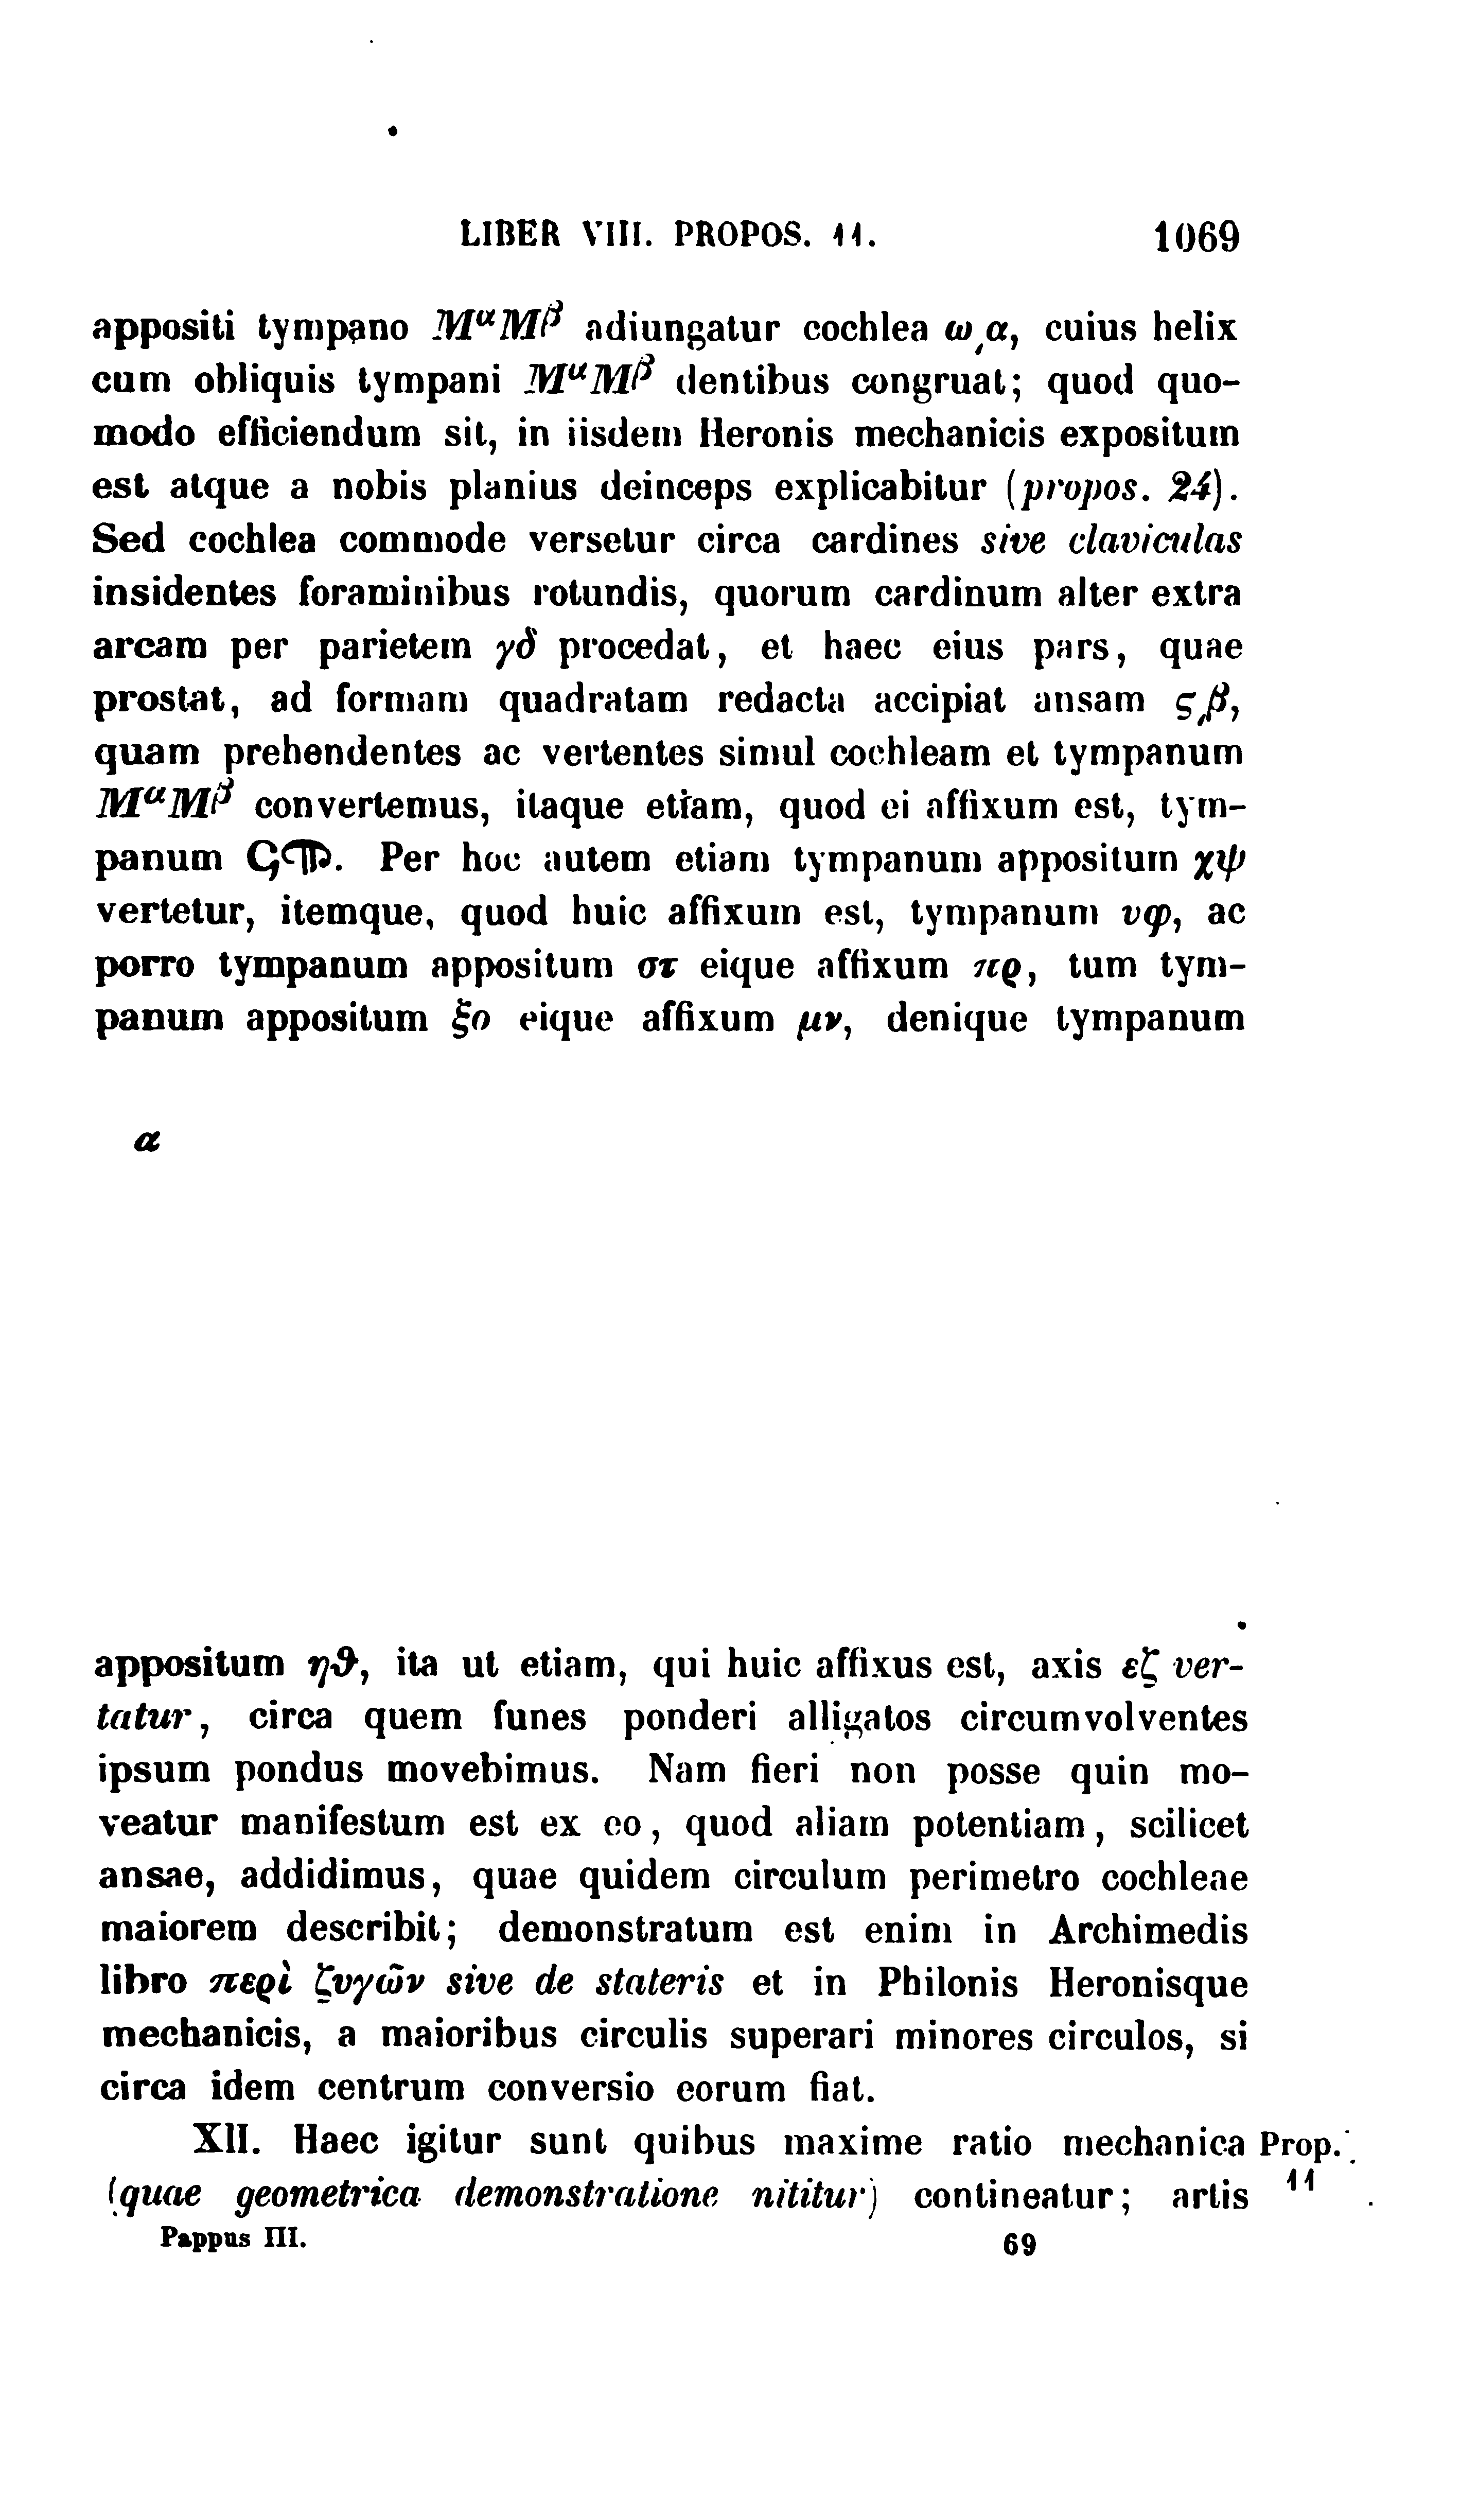 LIBER VIII. PROPOS. 11. 1069
appositi tympano MᵅMᵝ adiungatur cochlea ω͵α, cuius helix
cum obliquis tympani MᵅMᵝ dentibus congruat; quod quo-
modo efficiendum sit, in iisdem Heronis mechanicis expositum
est atque a nobis planius deinceps explicabitur (propos. 24).
Sed cochlea commode versetur circa cardines sive claviculas
insidentes foraminibus rotundis, quorum cardinum alter extra
arcam per parietem γδ procedat, et haec eius pars, quae
prostat, ad formam quadratam redacta accipiat ansam ς͵β,
quam prehendentes ac vertentes simul cochleam et tympanum
MᵅMᵝ convertemus, itaque etiam, quod ei affixum est, tym-
panum ϚϠ. Per hoc autem etiam tympanum appositum χψ
vertetur, itemque, quod huic affixum est, tympanum υφ, ac
porro tympanum appositum στ eique affixum πρ, tum tym-
panum appositum ξο eique affixum μν, denique tympanum
α
appositum ηϑ, ita ut etiam, qui huic affixus est, axis εζ ver-
tatur, circa quem funes ponderi alligatos circumvolventes
ipsum pondus movebimus. Nam fieri non posse quin mo-
veatur manifestum est ex eo, quod aliam potentiam, scilicet
ansae, addidimus, quae quidem circulum perimetro cochleae
maiorem describit; demonstratum est enim in Archimedis
libro περὶ ζυγῶν sive de stateris et in Philonis Heronisque
mechanicis, a maioribus circulis superari minores circulos, si
circa idem centrum conversio eorum fiat.
XII. Haec igitur sunt quibus maxime ratio mechanica Prop.
(quae geometrica demonstratione nititur) contineatur; artis 11
Pappus III. 69